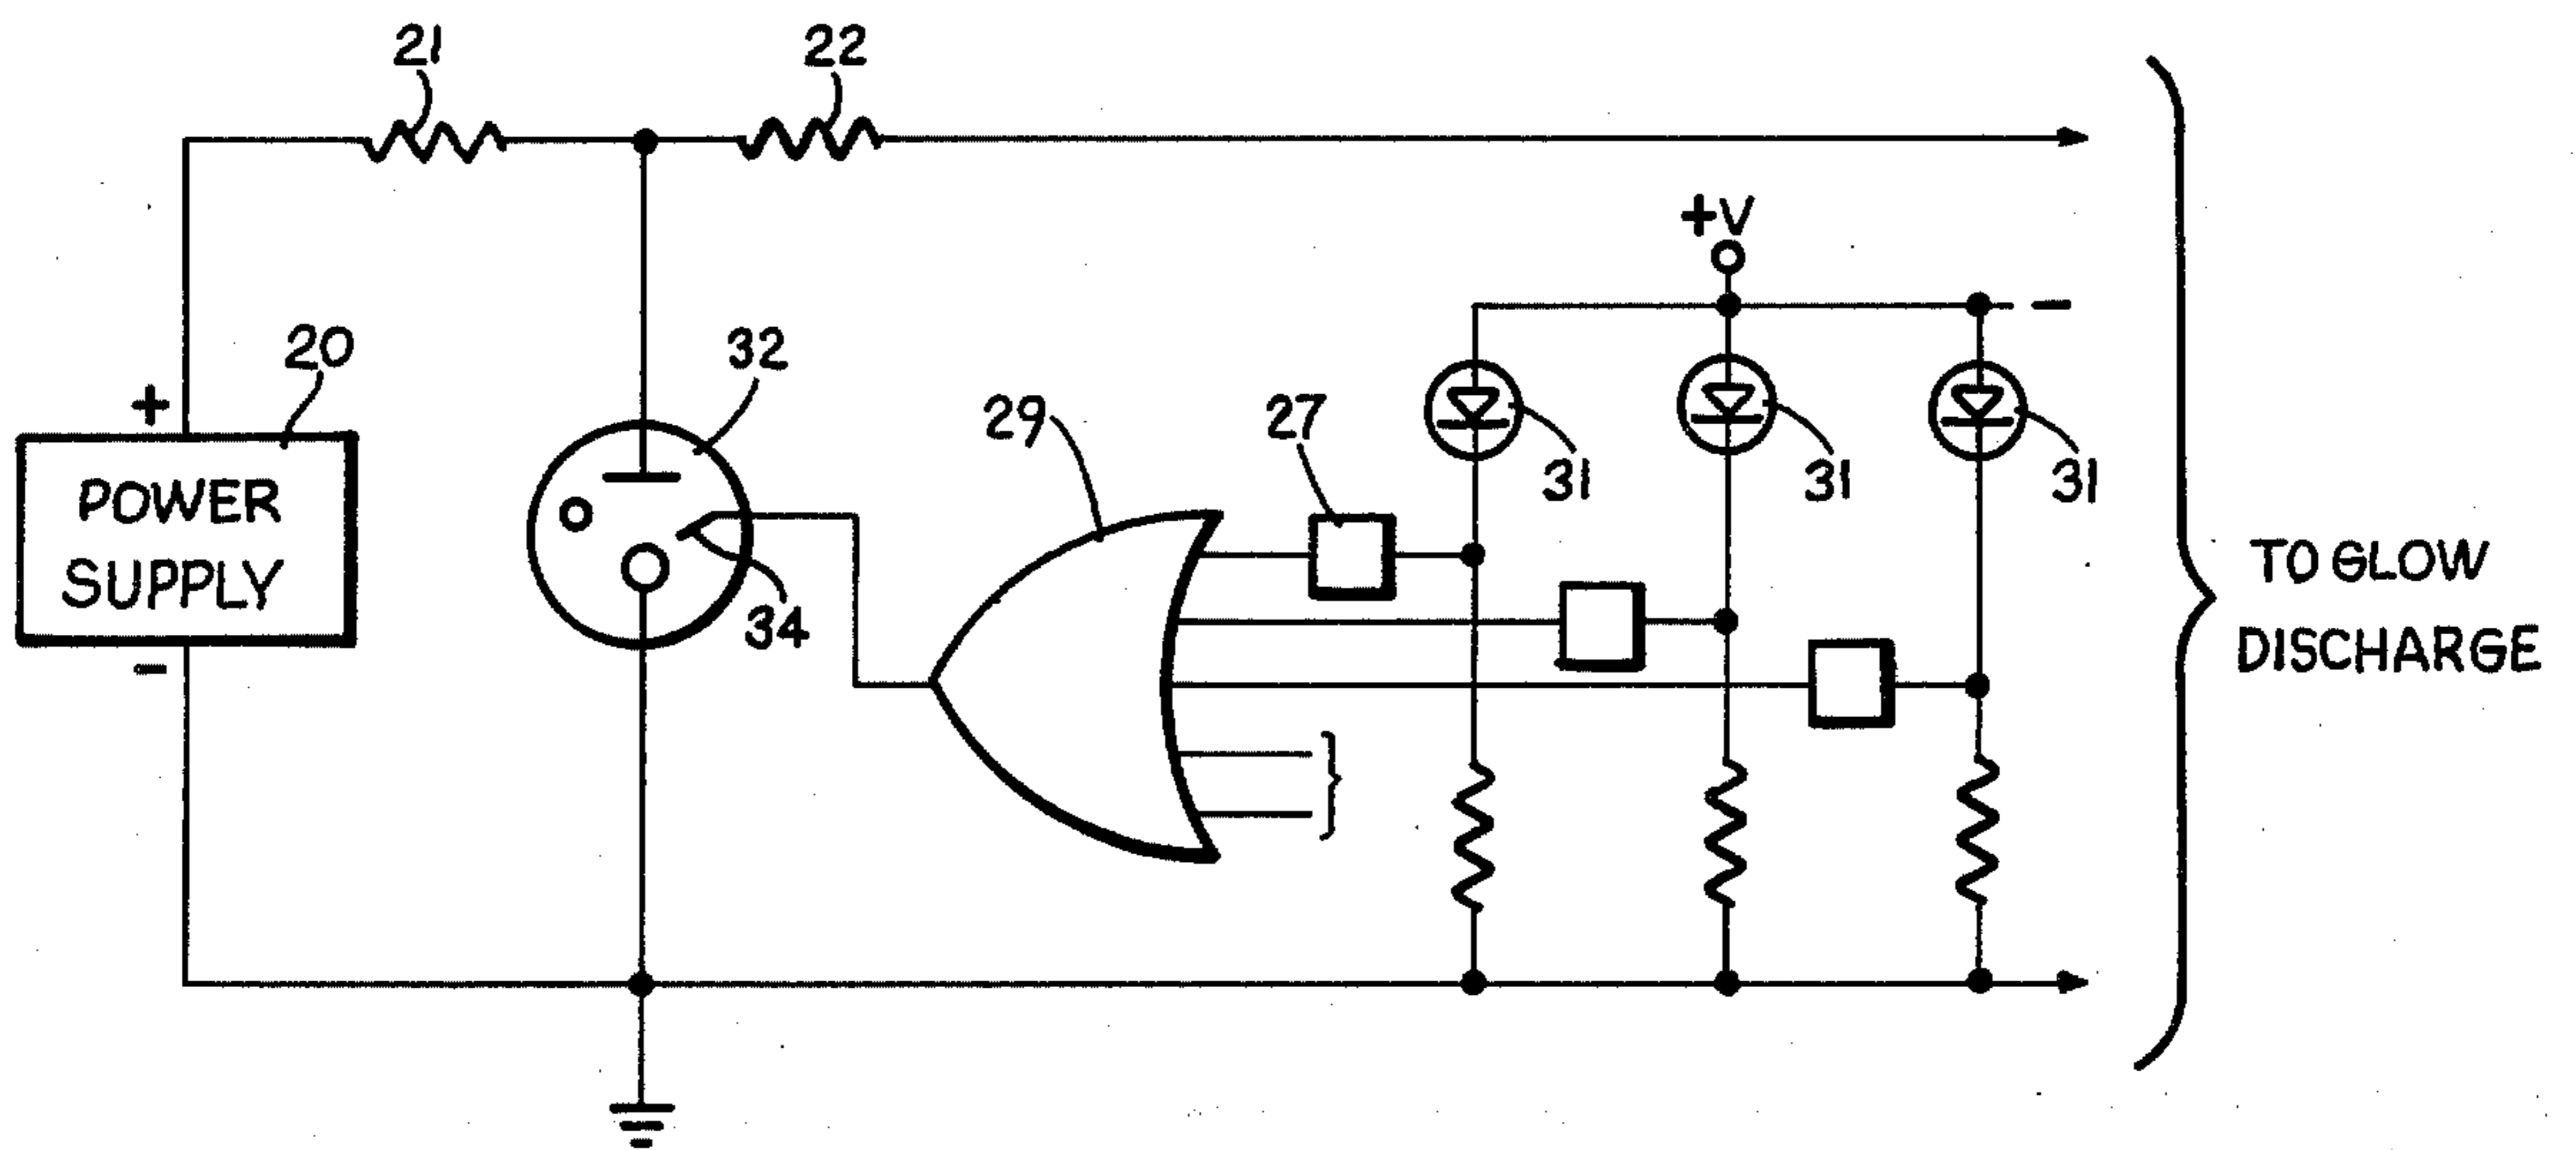 21
22
+V
-
20
+
POWER
SUPPLY
-
32
34
29
27
31
31
31
TO GLOW
DISCHARGE